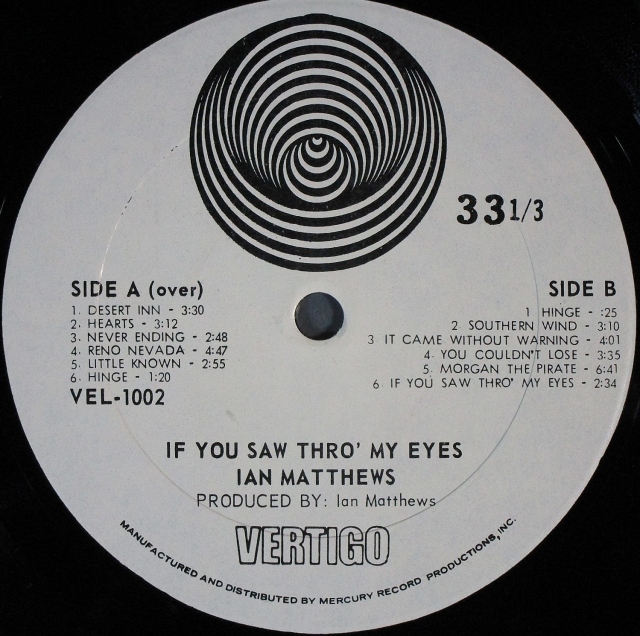 33 1/3
SIDE A (over)
1. DESERT INN - 3:30
2. HEARTS - 3:12
3. NEVER ENDING - 2:48
4. RENO NEVADA - 4:47
5. LITTLE KNOWN - 2:55
6. HINGE - 1:20
VEL-1002
SIDE B
1 HINGE - :25
2 SOUTHERN WIND - 3:10
3 IT CAME WITHOUT WARNING - 4:01
4. YOU COULDN'T LOSE - 3:35
5. MORGAN THE PIRATE - 6:41
6 IF YOU SAW THRO' MY EYES - 2:34
IF YOU SAW THRO' MY EYES
IAN MATTHEWS
PRODUCED BY: Ian Matthews
VERTIGO
MANUFACTURED AND DISTRIBUTED BY MERCURY RECORD PRODUCTIONS, INC.